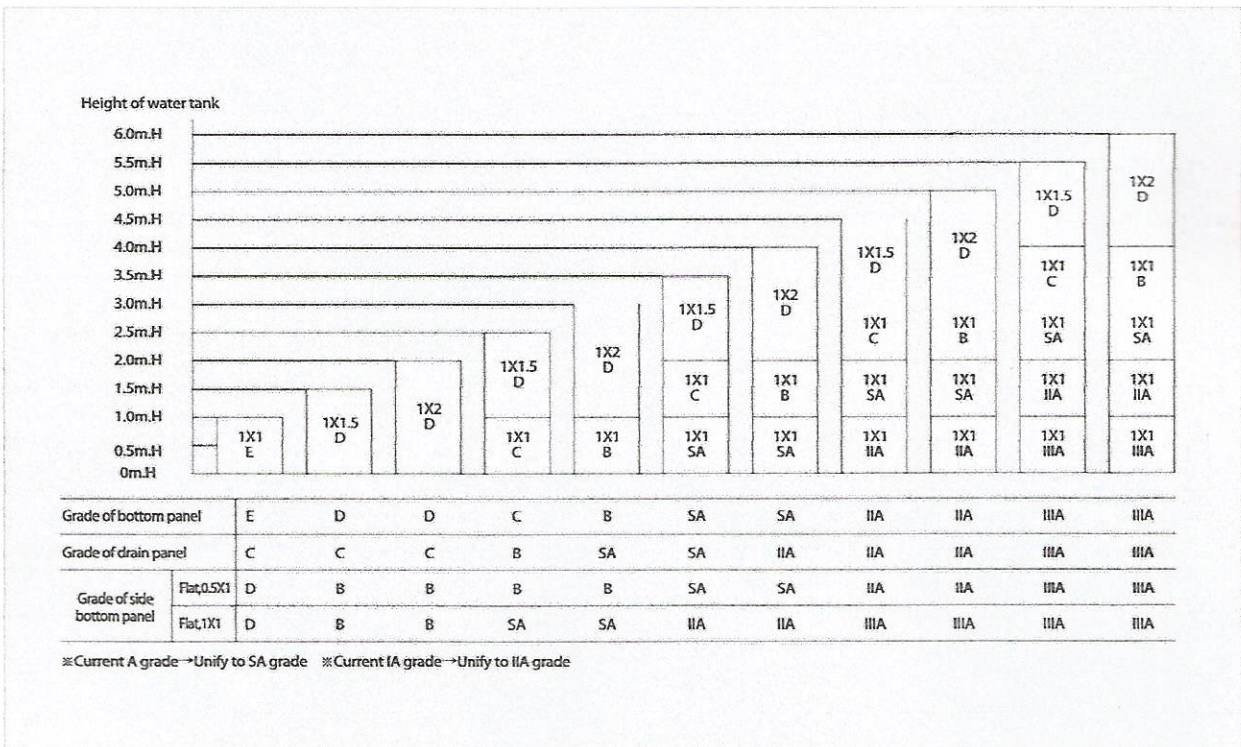 Height of water tank
6.0m.H
5.5m.H
5.0m.H
4.5m.H
4.0m.H
3.5m.H
3.0m.H
2.5m.H
2.0m.H
1.5m.H
1.0m.H
0.5m.H
0m.H
1X1
E
1X1.5
D
1X2
D
1X1.5
D
1X1
C
1X2
D
1X1
B
1X1.5
D
1X1
C
1X1
SA
1X2
D
1X1
B
1X1
SA
1X1.5
D
1X1
C
1X1
SA
1X1
IIA
1X2
D
1X1
B
1X1
SA
1X1
IIA
1X1.5
D
1X1
C
1X1
SA
1X1
IIA
1X1
IIIA
1X2
D
1X1
B
1X1
SA
1X1
IIA
1X1
IIIA
Grade of bottom panel E D D C B SA SA IIA IIA IIIA IIIA
Grade of drain panel C C C B SA SA IIA IIA IIA IIIA IIIA
Grade of side
bottom panel
Flat,0.5X1 D B B B B SA SA IIA IIA IIIA IIIA
Flat,1X1 D B B SA SA IIA IIA IIIA IIIA IIIA IIIA
※Current A grade→Unify to SA grade ※Current IA grade→Unify to IIA grade